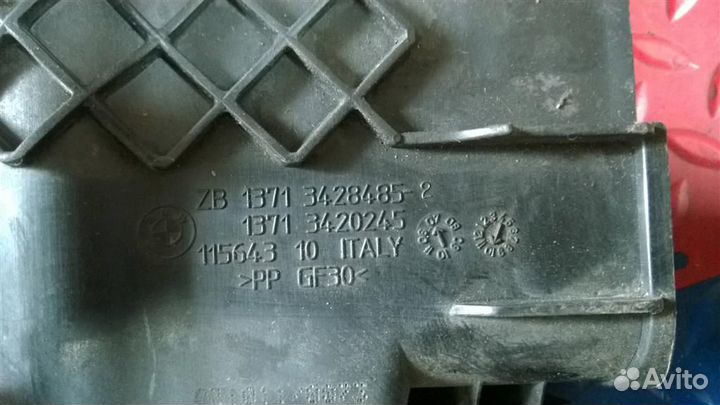 ZB 1371 3428485-2
1371 3420245
115643 10 ITALY
>PP GF30<
Avito